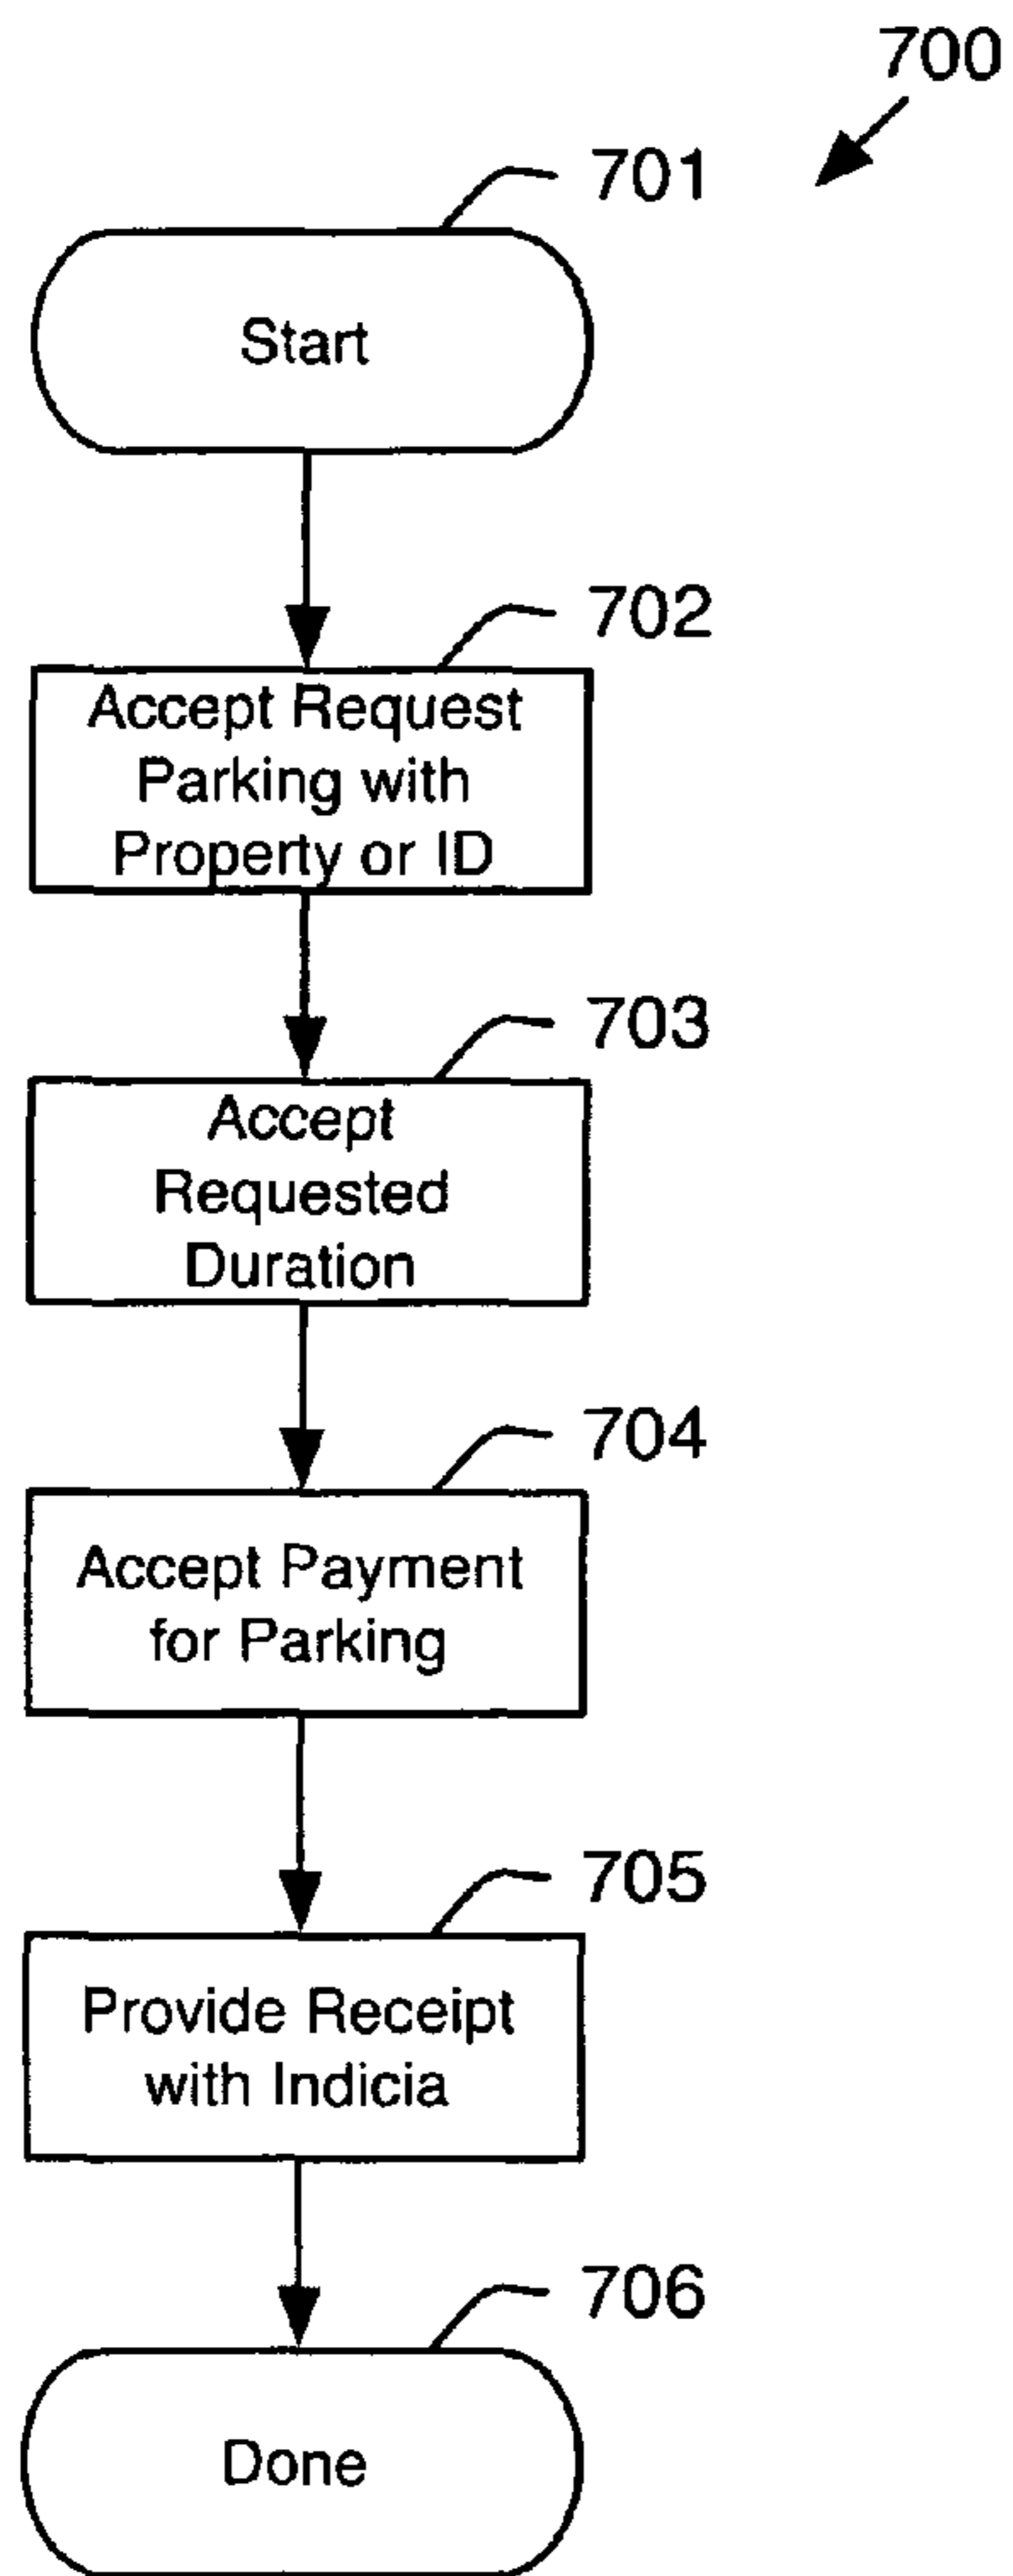 700
701
Start
702
Accept Request
Parking with
Property or ID
703
Accept
Requested
Duration
704
Accept Payment
for Parking
705
Provide Receipt
with Indicia
706
Done